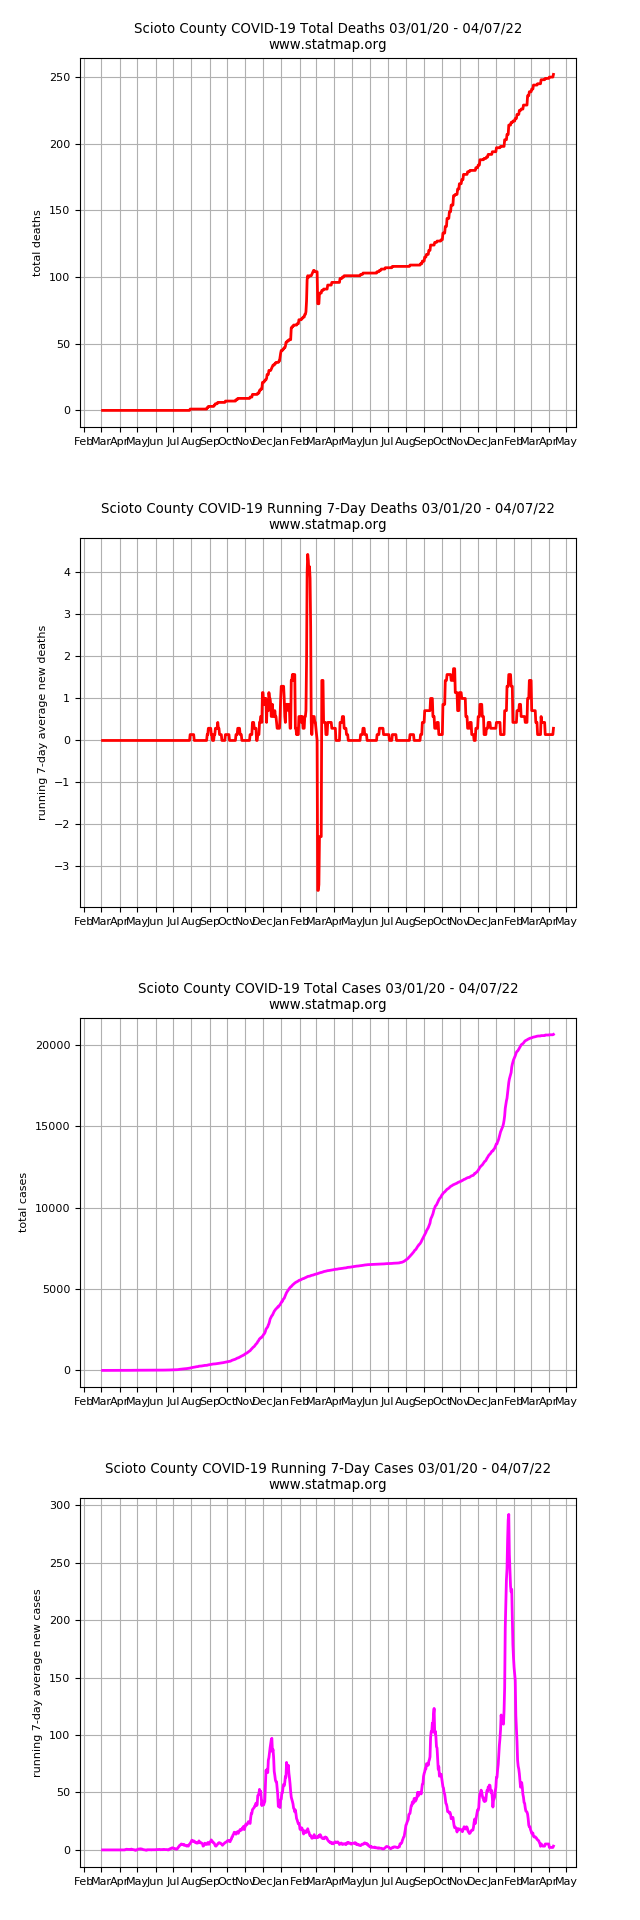 Scioto County COVID-19 Total Deaths 03/01/20 - 04/07/22
www.statmap.org
total deaths
250
200
150
100
50
0
Feb Mar Apr May Jun Jul Aug Sep Oct Nov Dec Jan Feb Mar Apr May Jun Jul Aug Sep Oct Nov Dec Jan Feb Mar Apr May
Scioto County COVID-19 Running 7-Day Deaths 03/01/20 - 04/07/22
www.statmap.org
running 7-day average new deaths
4
3
2
1
0
−1
−2
−3
Feb Mar Apr May Jun Jul Aug Sep Oct Nov Dec Jan Feb Mar Apr May Jun Jul Aug Sep Oct Nov Dec Jan Feb Mar Apr May
Scioto County COVID-19 Total Cases 03/01/20 - 04/07/22
www.statmap.org
total cases
20000
15000
10000
5000
0
Feb Mar Apr May Jun Jul Aug Sep Oct Nov Dec Jan Feb Mar Apr May Jun Jul Aug Sep Oct Nov Dec Jan Feb Mar Apr May
Scioto County COVID-19 Running 7-Day Cases 03/01/20 - 04/07/22
www.statmap.org
running 7-day average new cases
300
250
200
150
100
50
0
Feb Mar Apr May Jun Jul Aug Sep Oct Nov Dec Jan Feb Mar Apr May Jun Jul Aug Sep Oct Nov Dec Jan Feb Mar Apr May